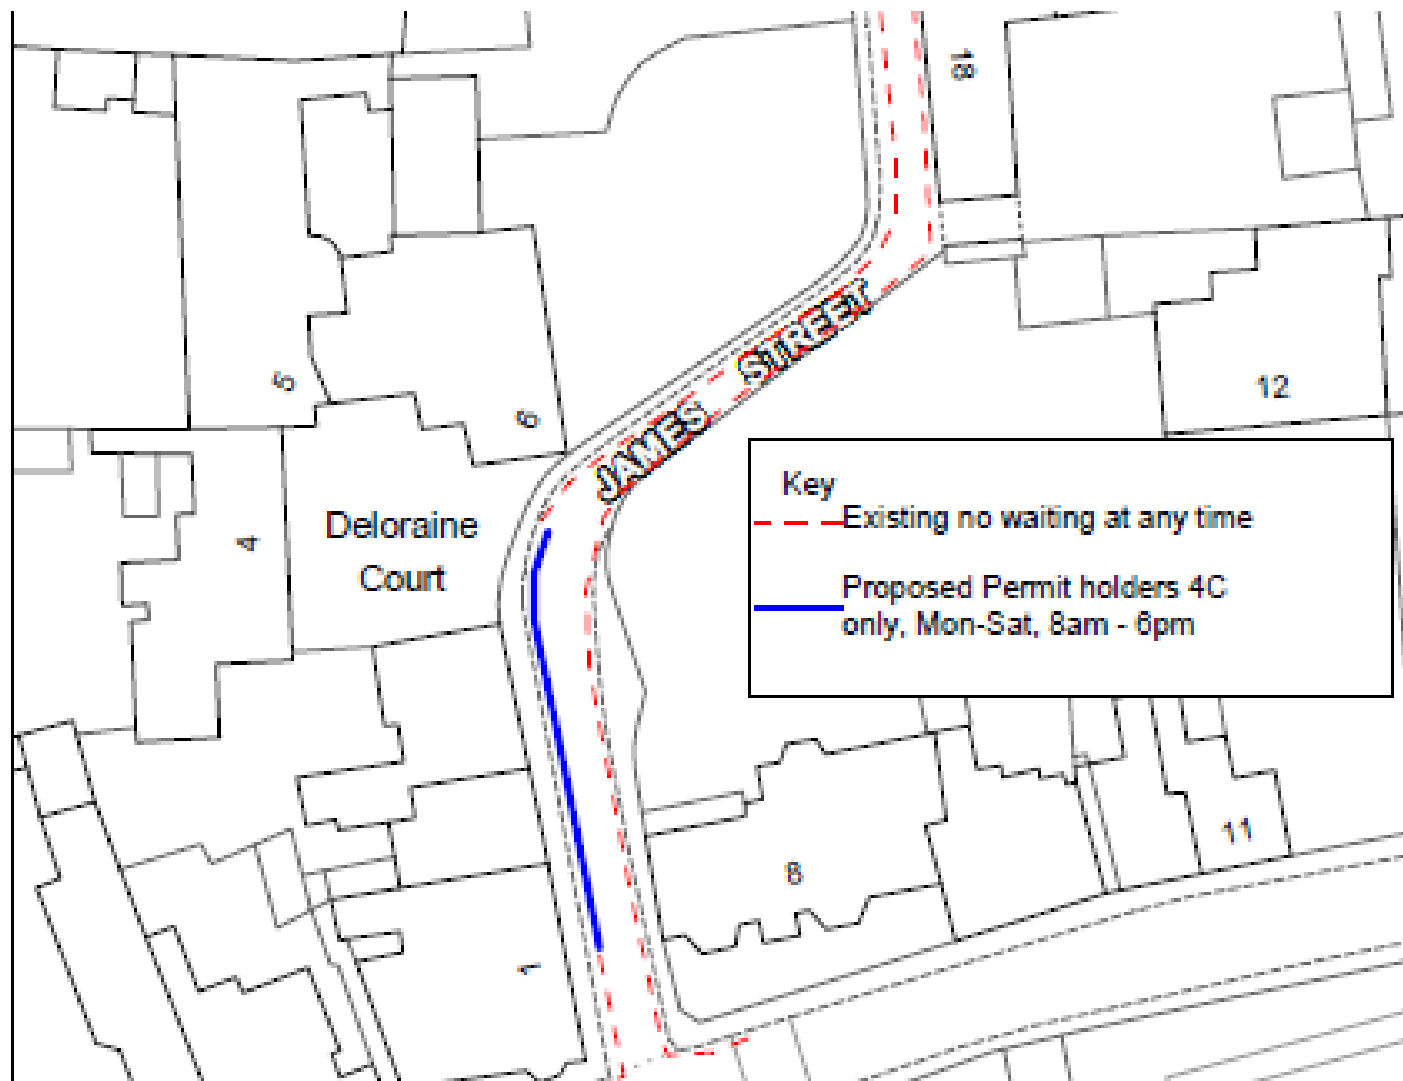 18
JAMES STREET
5
6
12
4
Deloraine
Court
Key
Existing no waiting at any time
Proposed Permit holders 4C
only, Mon-Sat, 8am - 6pm
11
8
1